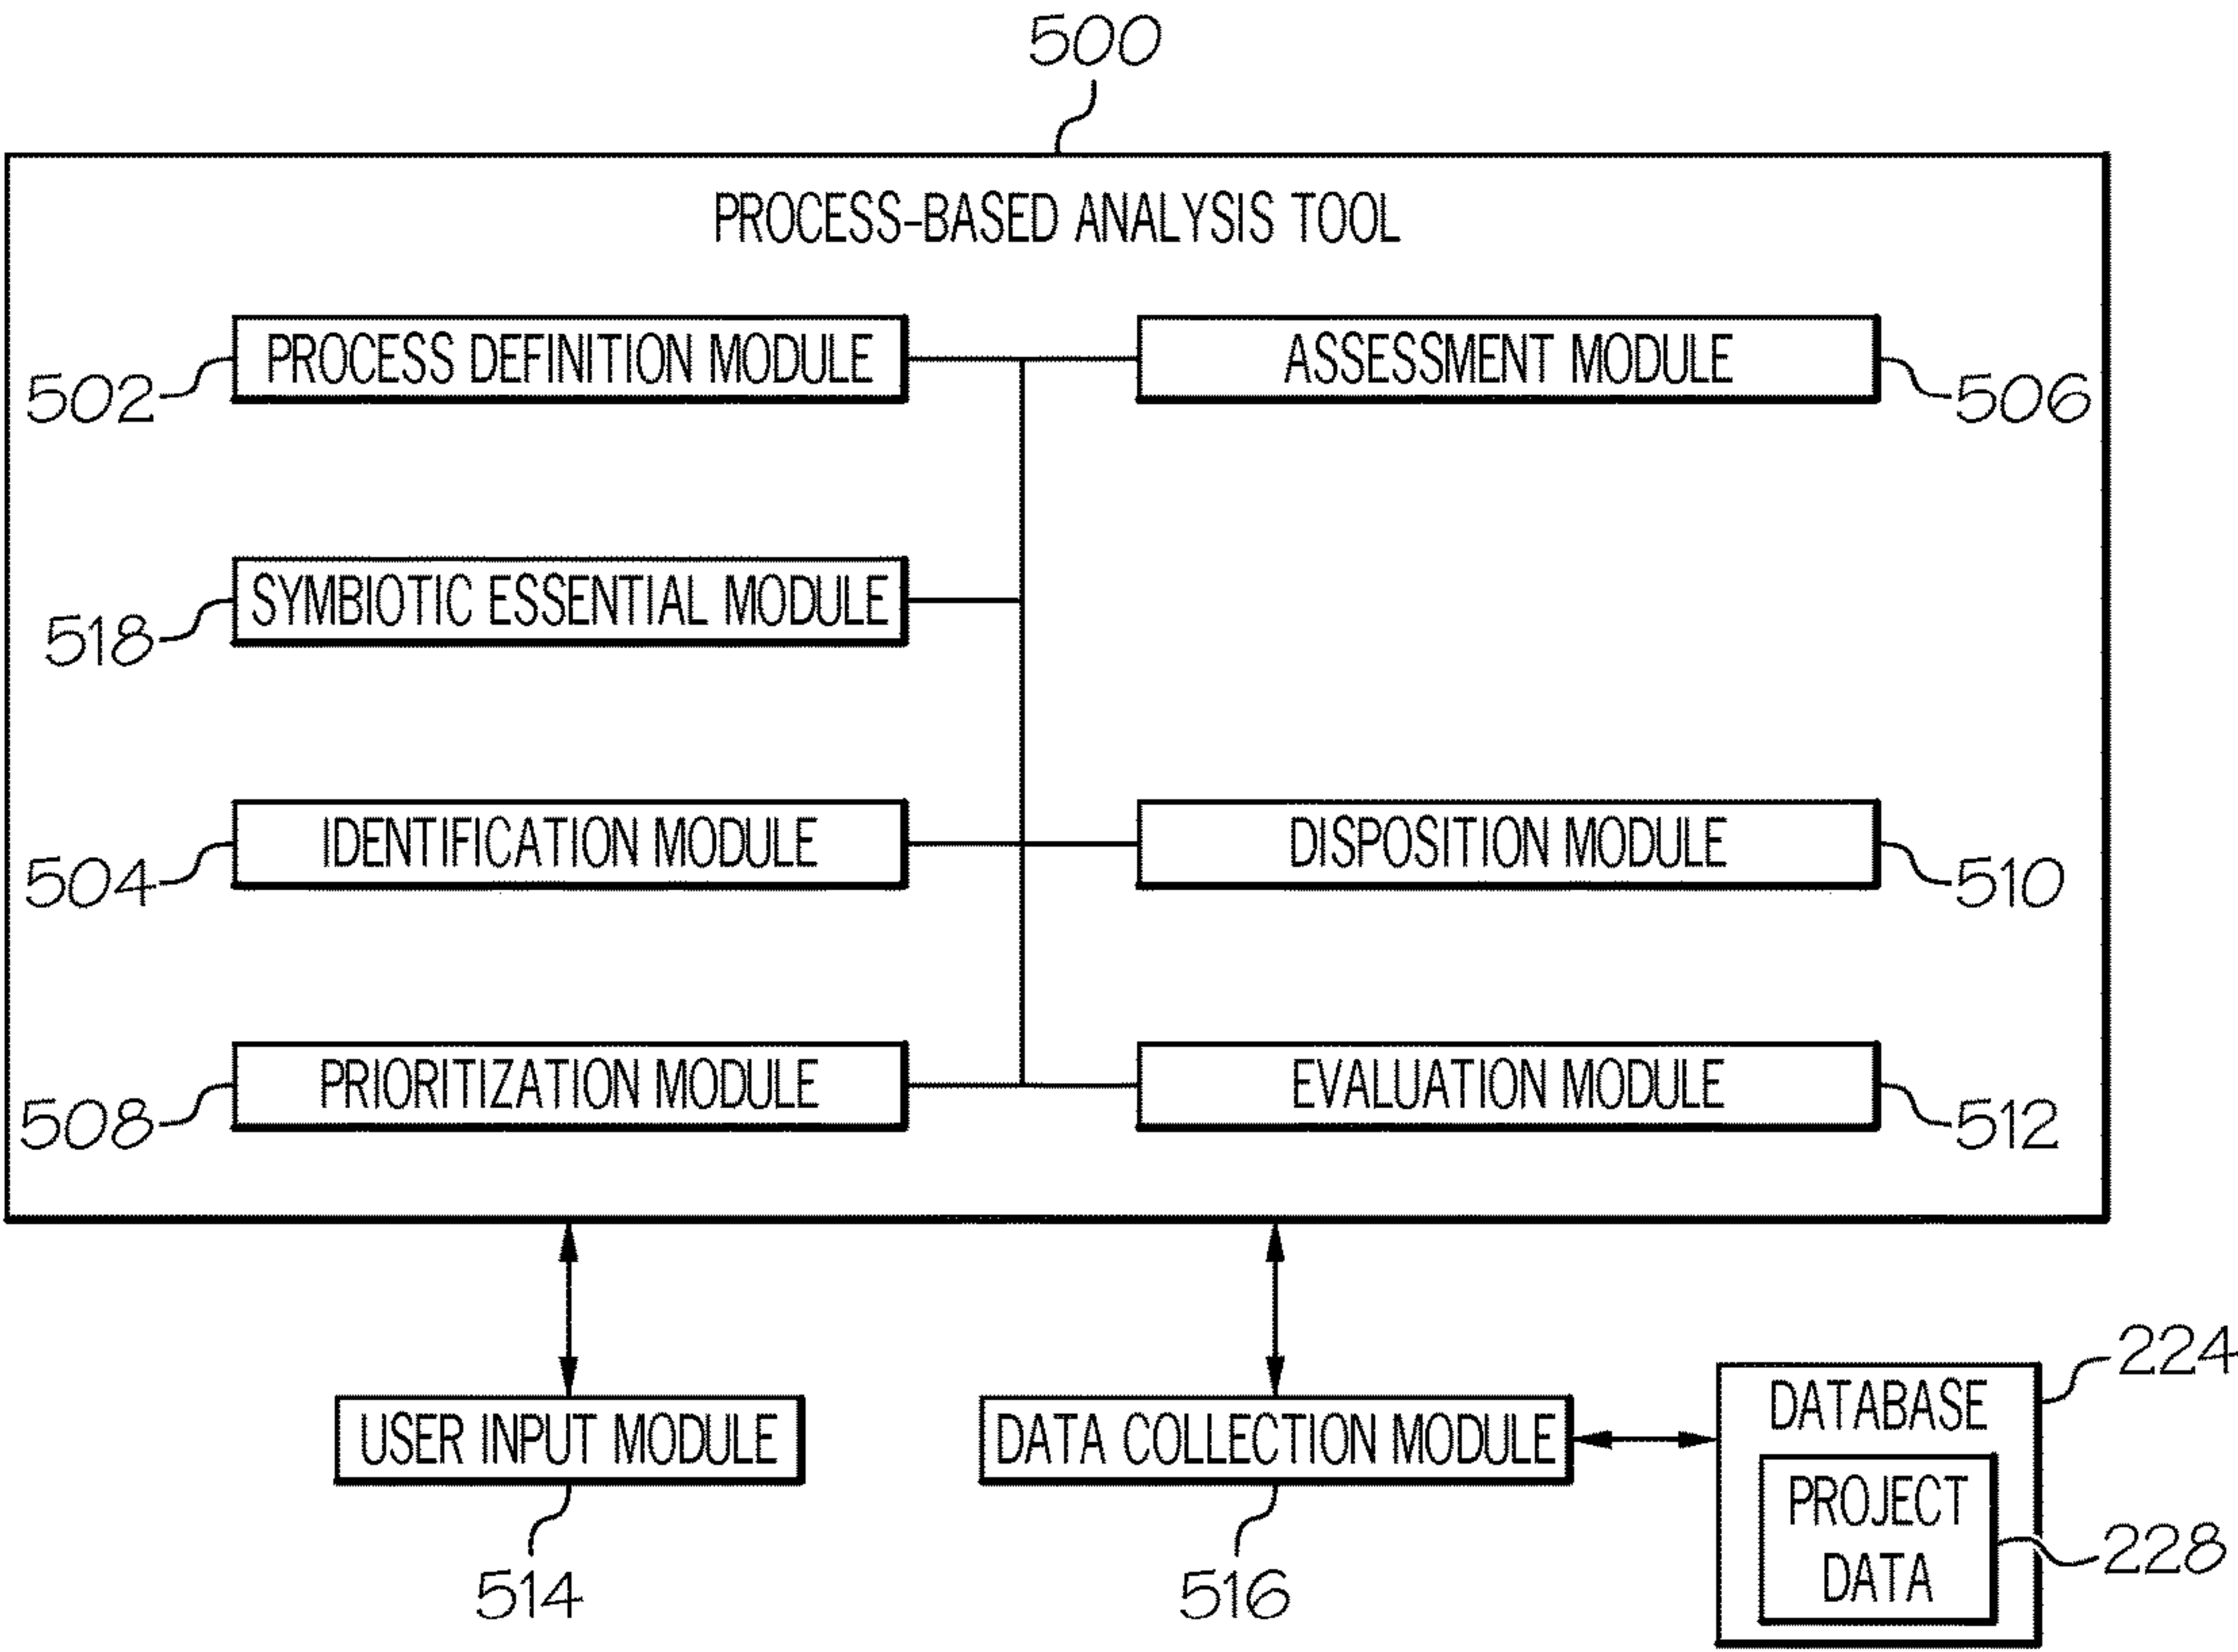 500
PROCESS-BASED ANALYSIS TOOL
PROCESS DEFINITION MODULE
ASSESSMENT MODULE
502
506
SYMBIOTIC ESSENTIAL MODULE
518
IDENTIFICATION MODULE
DISPOSITION MODULE
504
510
PRIORITIZATION MODULE
EVALUATION MODULE
508
512
224
DATABASE
USER INPUT MODULE
DATA COLLECTION MODULE
PROJECT
DATA
228
514
516